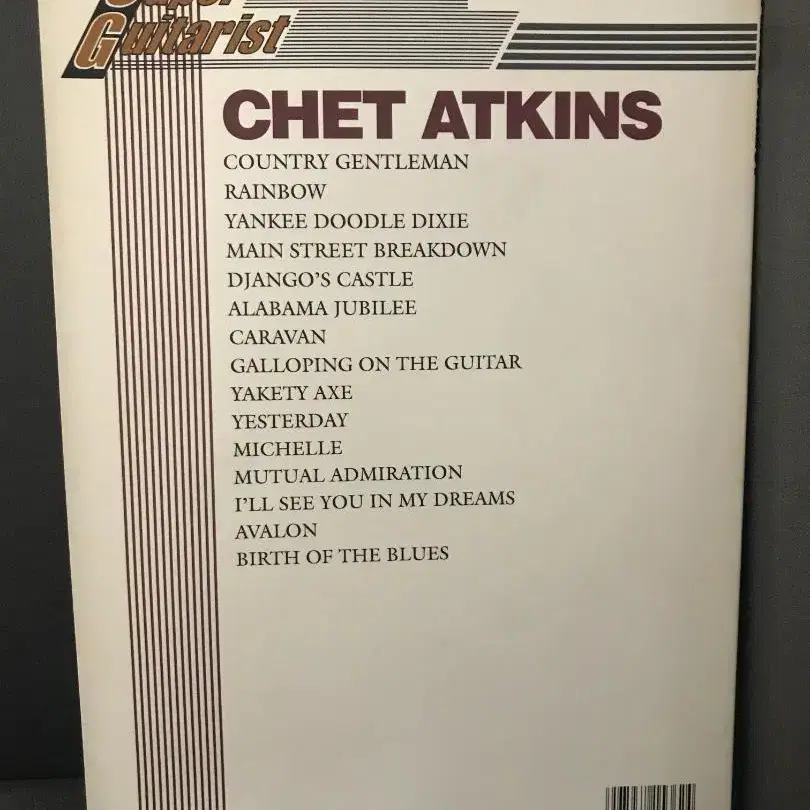 Super
Guitarist
CHET ATKINS
COUNTRY GENTLEMAN
RAINBOW
YANKEE DOODLE DIXIE
MAIN STREET BREAKDOWN
DJANGO'S CASTLE
ALABAMA JUBILEE
CARAVAN
GALLOPING ON THE GUITAR
YAKETY AXE
YESTERDAY
MICHELLE
MUTUAL ADMIRATION
I'LL SEE YOU IN MY DREAMS
AVALON
BIRTH OF THE BLUES